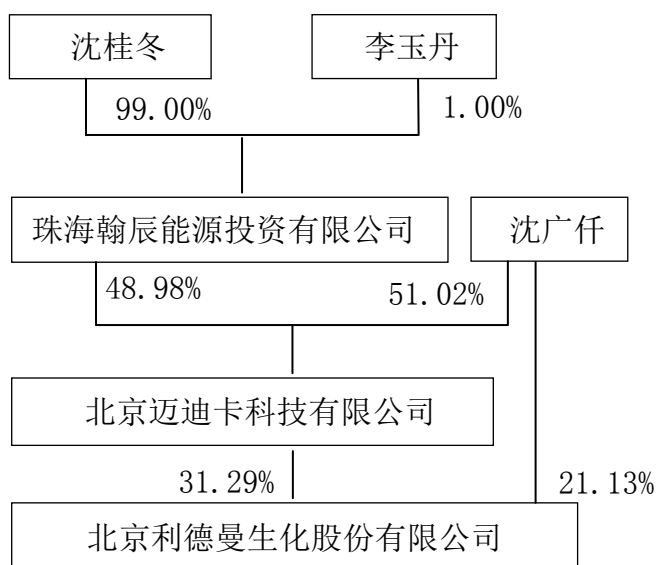 沈桂冬 李玉丹
99.00% 1.00%
珠海翰辰能源投资有限公司 沈广仟
48.98% 51.02%
北京迈迪卡科技有限公司
31.29% 21.13%
北京利德曼生化股份有限公司